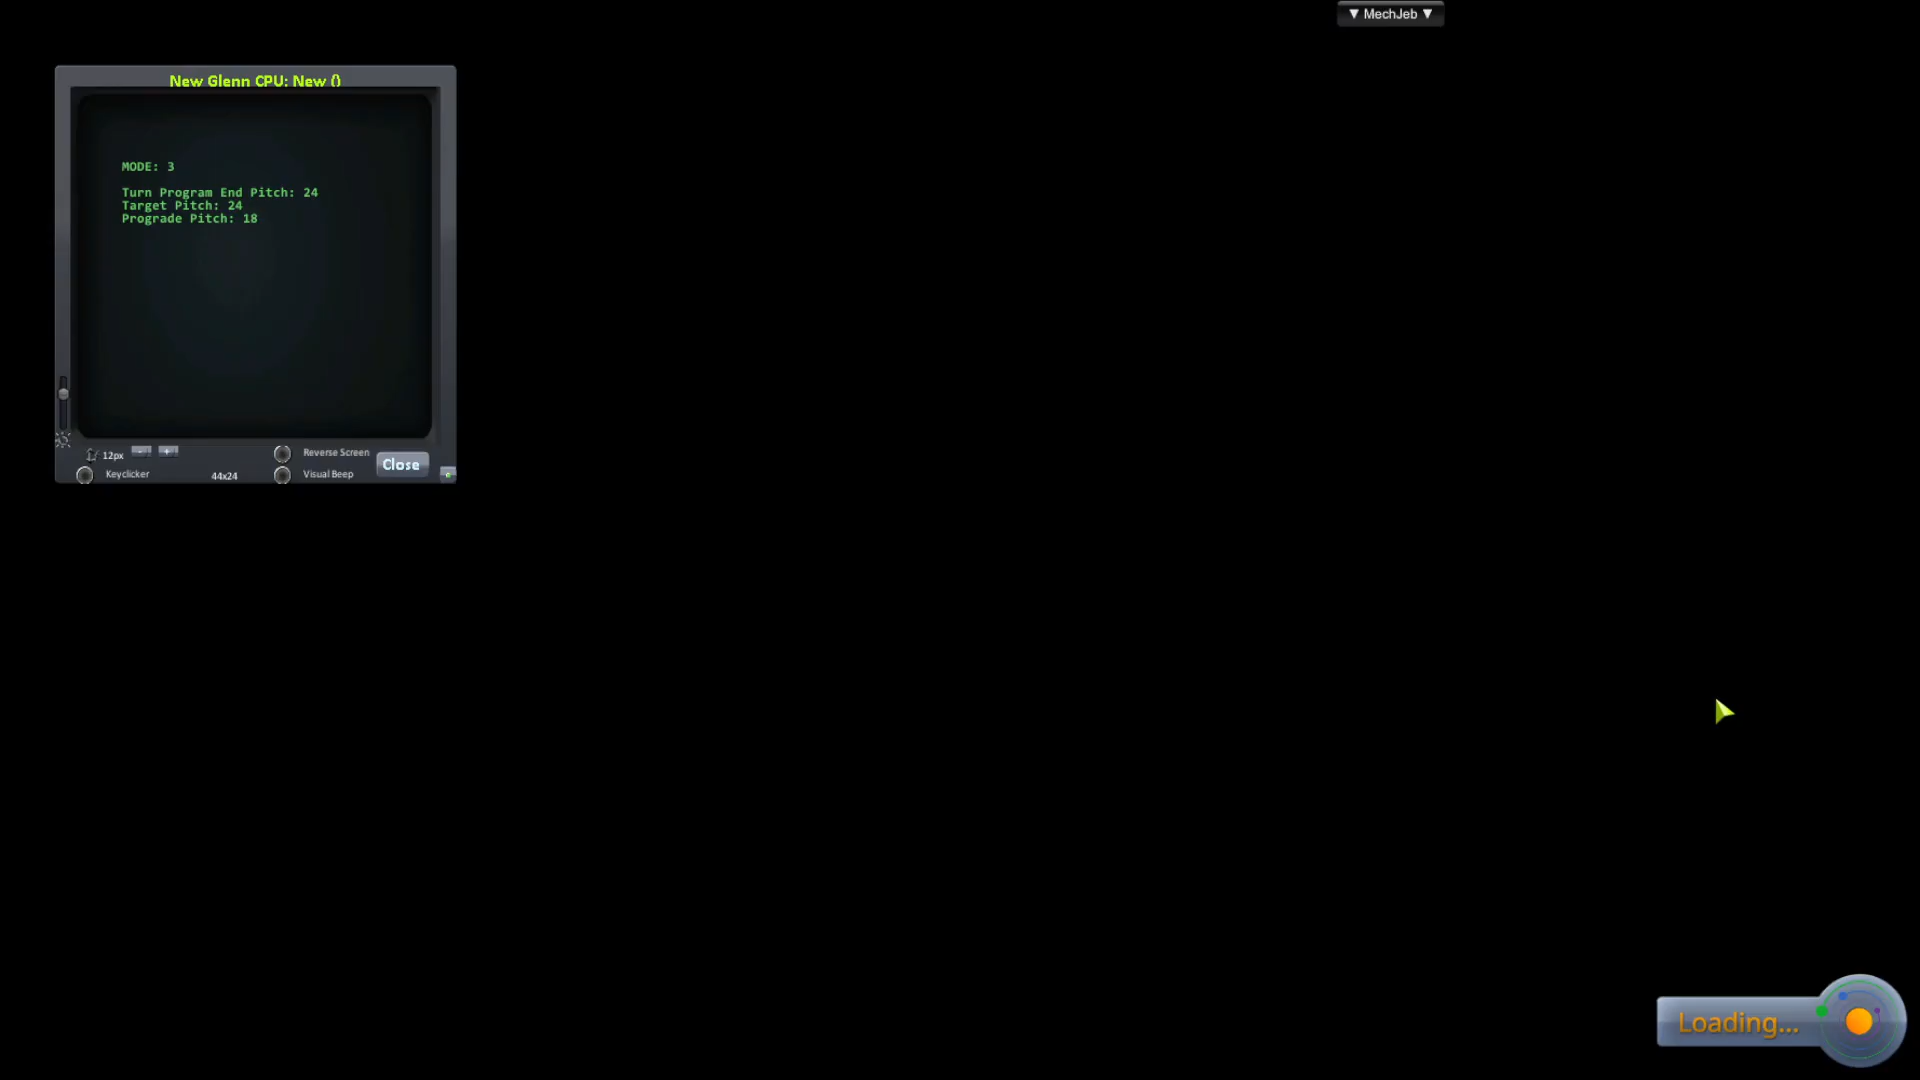 ▼ MechJeb ▼
New Glenn CPU: New ()
MODE: 3
Turn Program End Pitch: 24
Target Pitch: 24
Prograde Pitch: 18
12px
- +
Reverse Screen
Close
Keyclicker
44x24
Visual Beep
Loading...